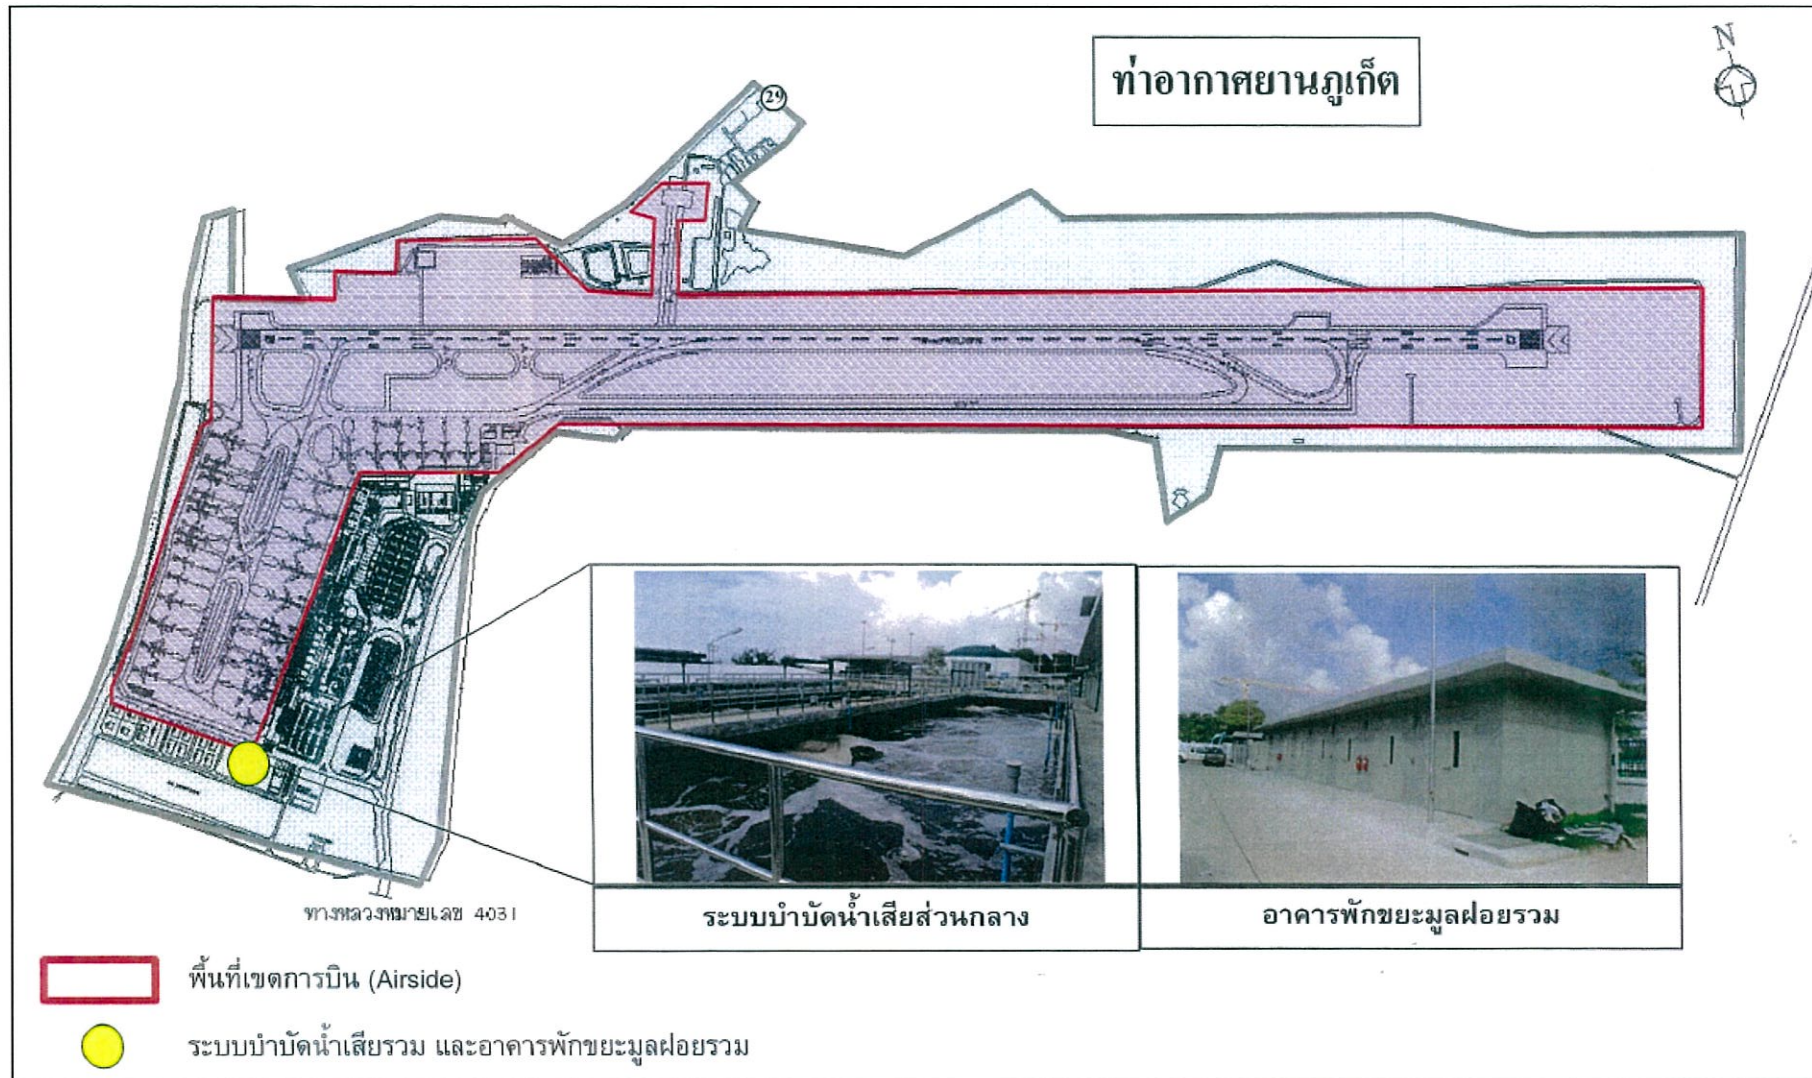 ท่าอากาศยานภูเก็ต
N
29
ทางหลวงหมายเลข 4031
ระบบบำบัดน้ำเสียส่วนกลาง
อาคารพักขยะมูลฝอยรวม
พื้นที่เขตการบิน (Airside)
ระบบบำบัดน้ำเสียรวม และอาคารพักขยะมูลฝอยรวม